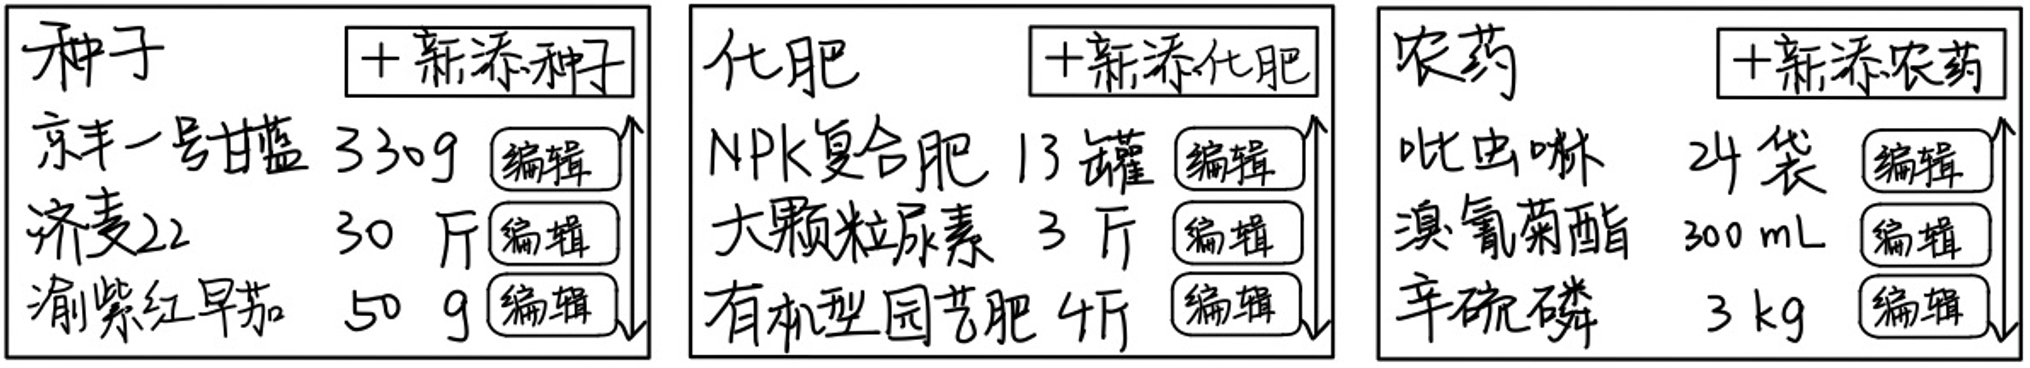 种子 +新添种子
京丰一号甘蓝 330g 编辑
济麦22 30 斤 编辑
渝紫红早茄 50 g 编辑
化肥 +新添化肥
NPK复合肥 13 罐 编辑
大颗粒尿素 3 斤 编辑
有机型园艺肥 4斤 编辑
农药 +新添农药
吡虫啉 24 袋 编辑
溴氰菊酯 300 mL 编辑
辛硫磷 3 kg 编辑